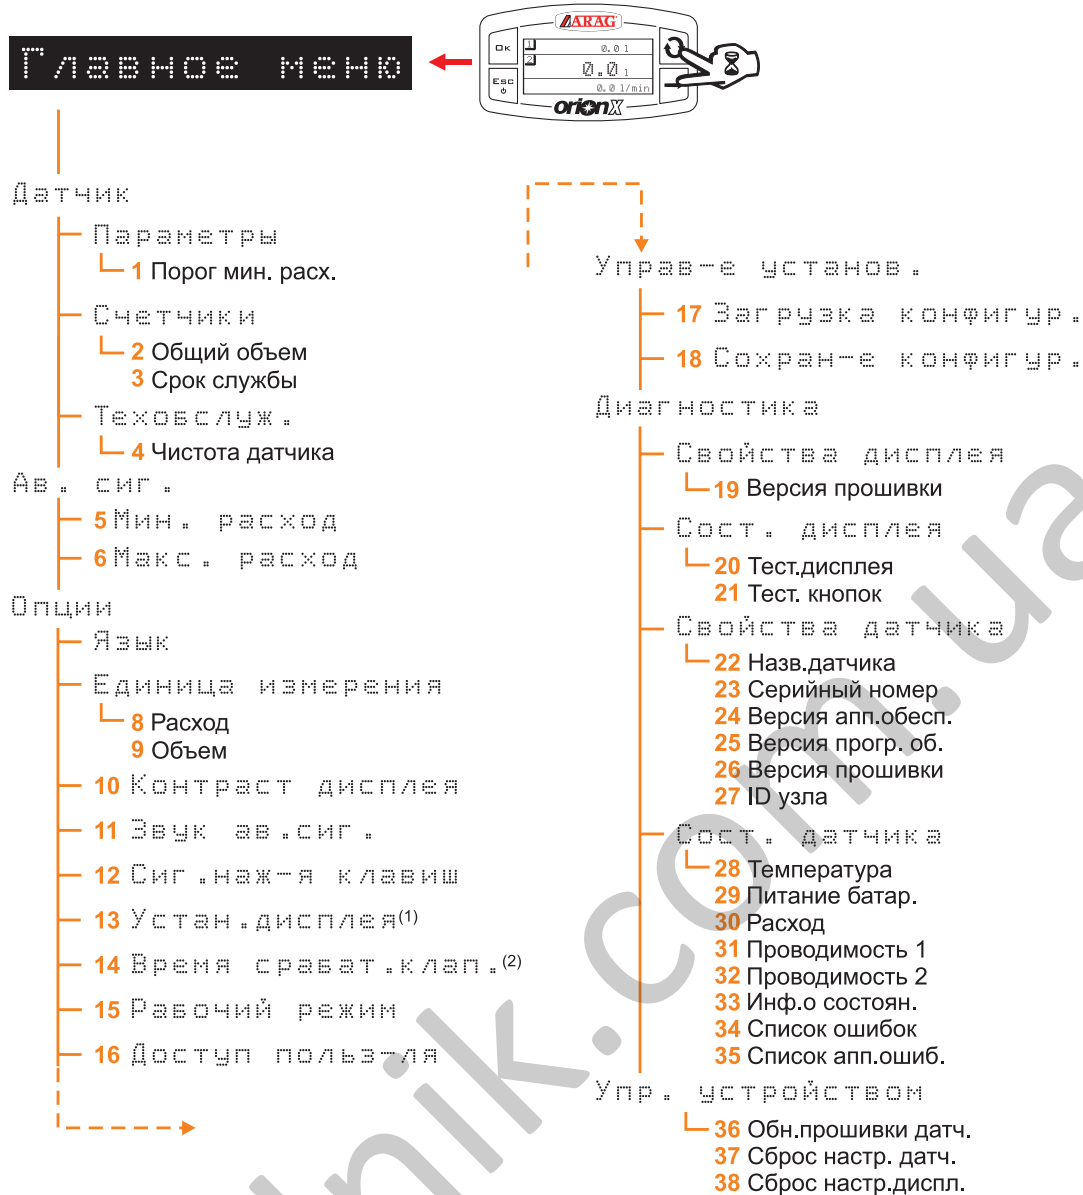 Главное меню
ARAG
Ok
Esc
1
0.0 l
2
0.0 l
0.0 l/min
orionX
Датчик
Параметры
1 Порог мин. расх.
Счетчики
2 Общий объем
3 Срок службы
Техобслуж.
4 Чистота датчика
Ав. сиг.
5 Мин. расход
6 Макс. расход
Опции
Язык
Единица измерения
8 Расход
9 Объем
10 Контраст дисплея
11 Звук ав.сиг.
12 Сиг.наж-я клавиш
13 Устан.дисплея(1)
14 Время срабат.клап.(2)
15 Рабочий режим
16 Доступ польз-ля
Управ-е установ.
17 Загрузка конфигур.
18 Сохран-е конфигур.
Диагностика
Свойства дисплея
19 Версия прошивки
Сост. дисплея
20 Тест.дисплея
21 Тест. кнопок
Свойства датчика
22 Назв.датчика
23 Серийный номер
24 Версия апп.обесп.
25 Версия прогр. об.
26 Версия прошивки
27 ID узла
Сост. датчика
28 Температура
29 Питание батар.
30 Расход
31 Проводимость 1
32 Проводимость 2
33 Инф.о состоян.
34 Список ошибок
35 Список апп.ошиб.
Упр. устройством
36 Обн.прошивки датч.
37 Сброс настр. датч.
38 Сброс настр.диспл.
lnik.com.ua